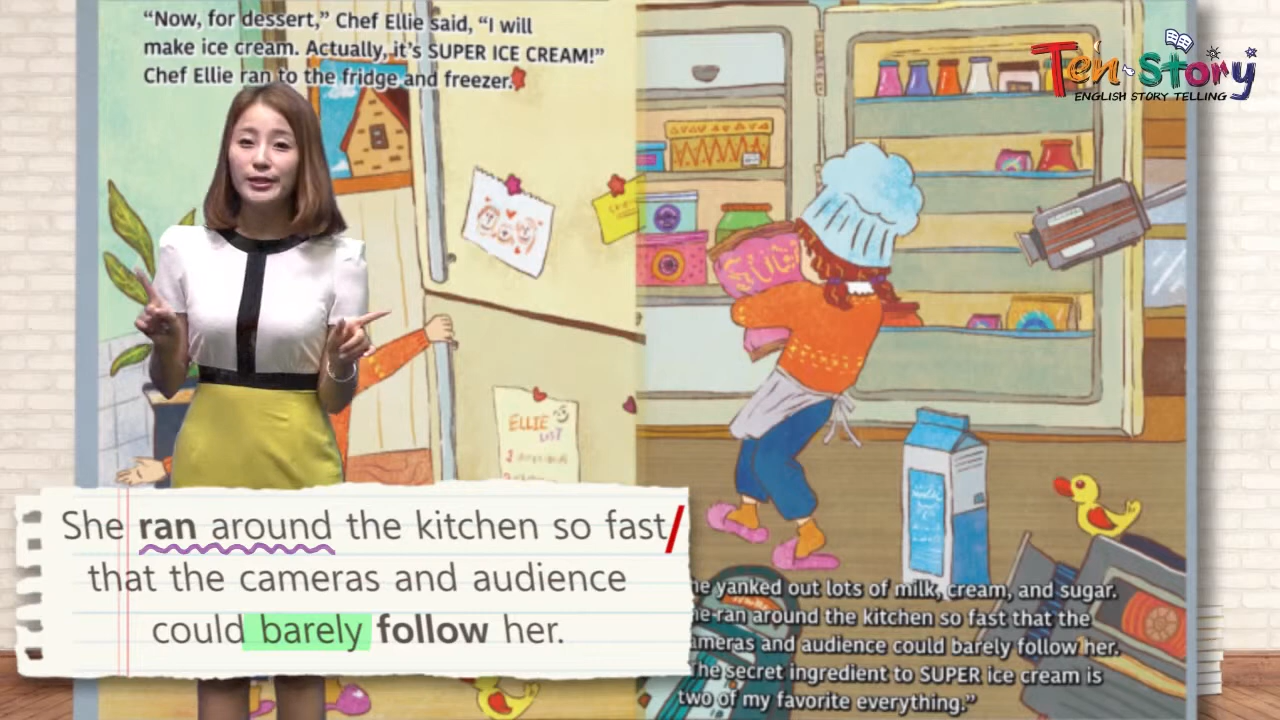 “Now, for dessert,” Chef Ellie said, “I will
make ice cream. Actually, it’s SUPER ICE CREAM!”
Chef Ellie ran to the fridge and freezer.
Ten Story
ENGLISH STORY TELLING
ELLIE
LIST
She ran around the kitchen so fast/
that the cameras and audience
could barely follow her.
he yanked out lots of milk, cream, and sugar.
he ran around the kitchen so fast that the
ameras and audience could barely follow her.
he secret ingredient to SUPER ice cream is
two of my favorite everything.”